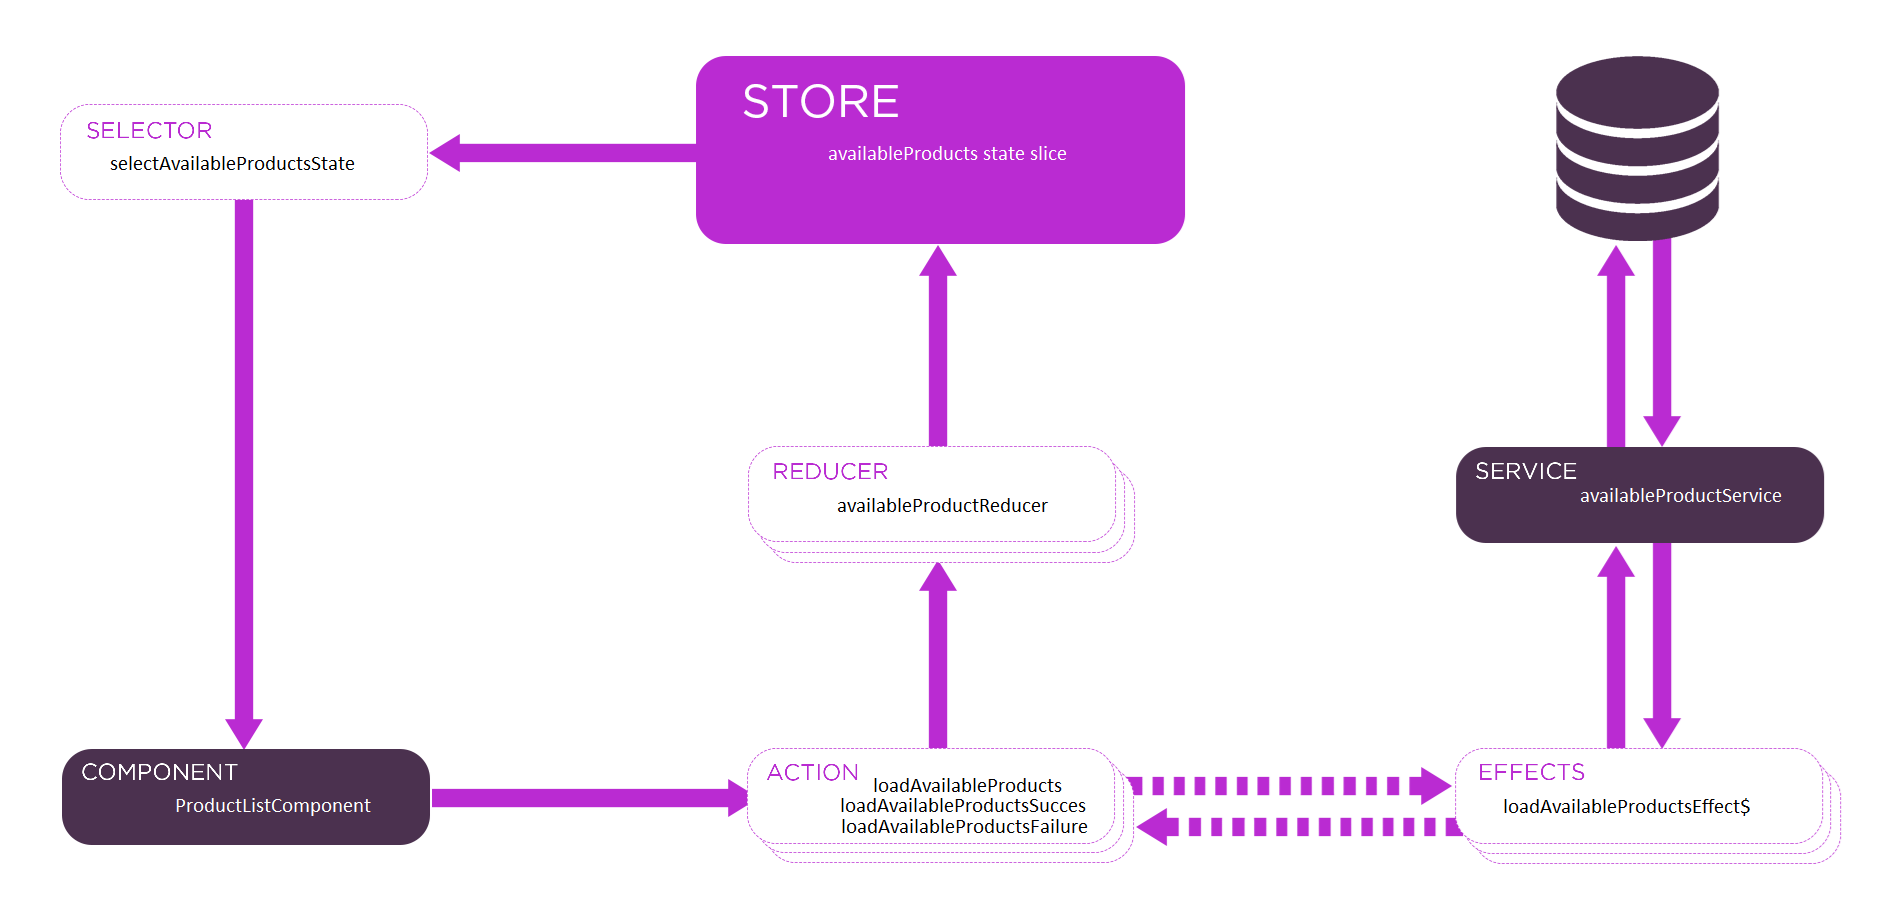 STORE
availableProducts state slice
SELECTOR
selectAvailableProductsState
REDUCER
availableProductReducer
SERVICE
availableProductService
COMPONENT
ProductListComponent
ACTION
loadAvailableProducts
loadAvailableProductsSucces
loadAvailableProductsFailure
EFFECTS
loadAvailableProductsEffect$